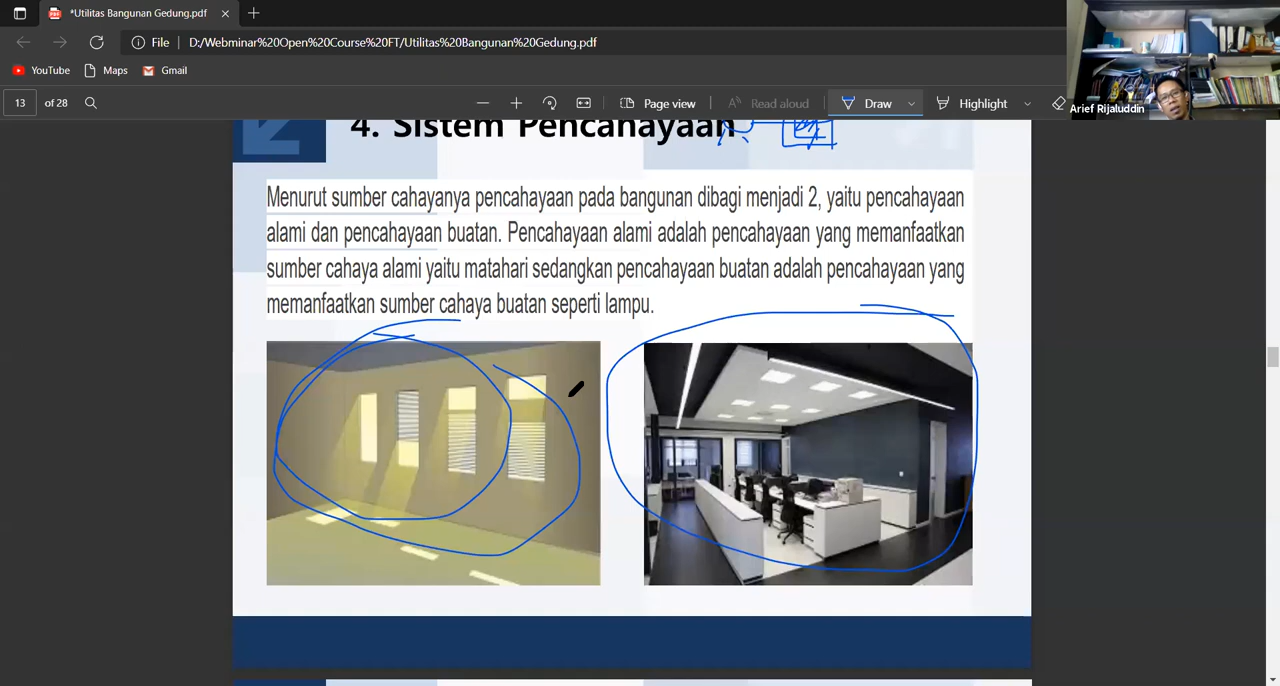 *Utilitas Bangunan Gedung.pdf
File | D:/Webminar%20Open%20Course%20FT/Utilitas%20Bangunan%20Gedung.pdf
YouTube Maps Gmail
13 of 28 Page view Read aloud Draw Highlight
Arief Rijaluddin
4. Sistem Pencahayaan
Menurut sumber cahayanya pencahayaan pada bangunan dibagi menjadi 2, yaitu pencahayaan
alami dan pencahayaan buatan. Pencahayaan alami adalah pencahayaan yang memanfaatkan
sumber cahaya alami yaitu matahari sedangkan pencahayaan buatan adalah pencahayaan yang
memanfaatkan sumber cahaya buatan seperti lampu.